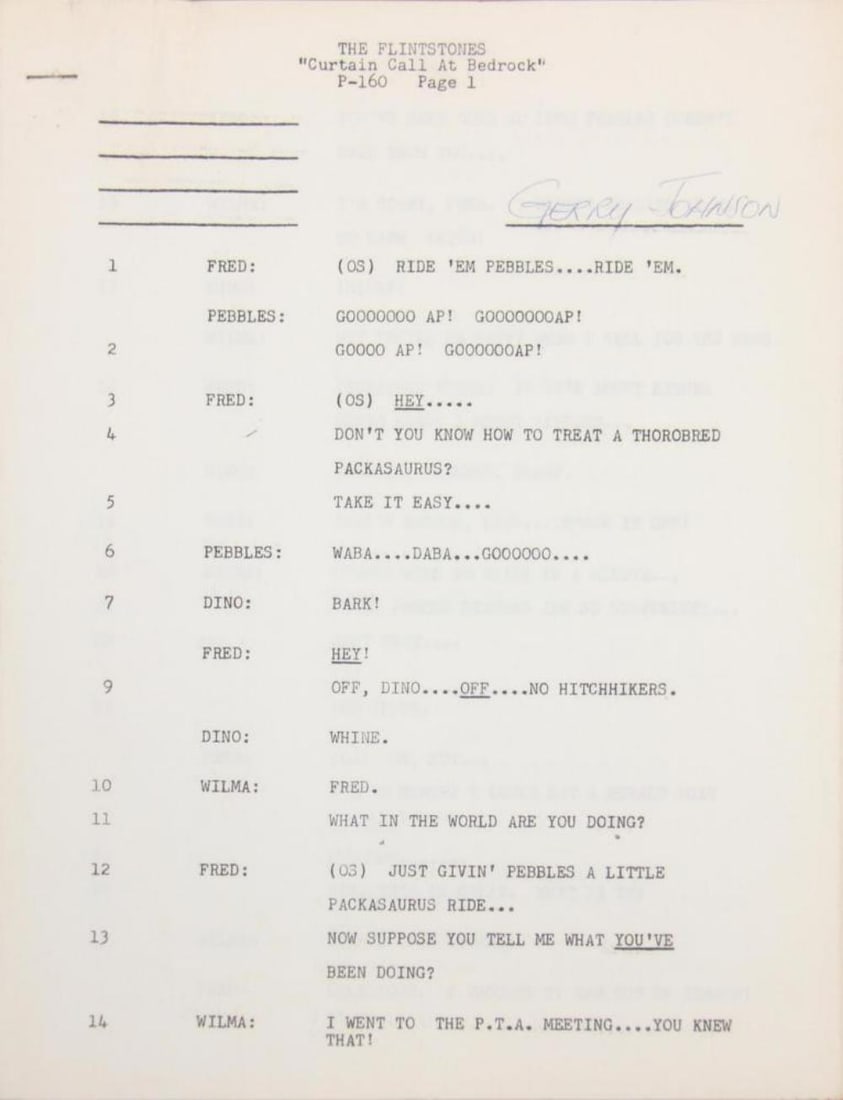 THE FLINTSTONES
"Curtain Call At Bedrock"
P-160 Page 1
GERRY JOHNSON
1 FRED: (OS) RIDE 'EM PEBBLES....RIDE 'EM.
PEBBLES: GOOOOOOO AP! GOOOOOOOAP!
2 GOOOO AP! GOOOOOOAP!
3 FRED: (OS) HEY.....
4 DON'T YOU KNOW HOW TO TREAT A THOROBRED
PACKASAURUS?
5 TAKE IT EASY....
6 PEBBLES: WABA....DABA...GOOOOOO....
7 DINO: BARK!
FRED: HEY!
9 OFF, DINO....OFF....NO HITCHHIKERS.
DINO: WHINE.
10 WILMA: FRED.
11 WHAT IN THE WORLD ARE YOU DOING?
12 FRED: (OS) JUST GIVIN' PEBBLES A LITTLE
PACKASAURUS RIDE...
13 NOW SUPPOSE YOU TELL ME WHAT YOU'VE
BEEN DOING?
14 WILMA: I WENT TO THE P.T.A. MEETING....YOU KNEW
THAT!